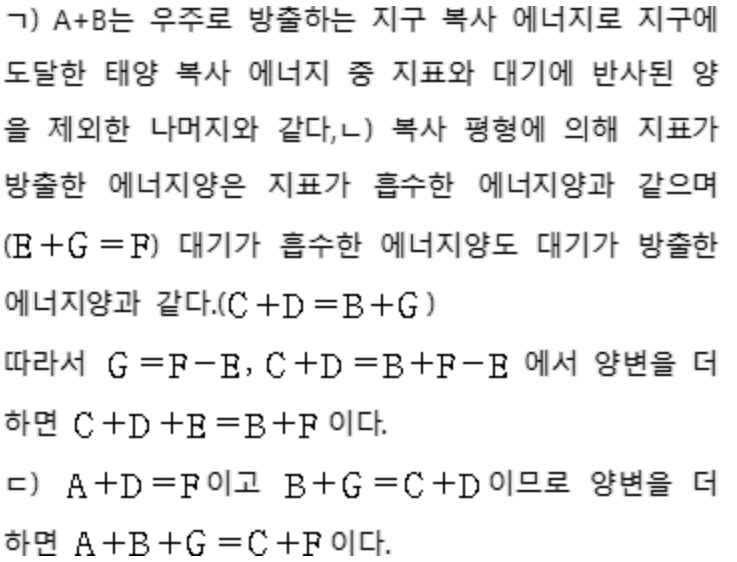 ㄱ) A+B는 우주로 방출하는 지구 복사 에너지로 지구에
도달한 태양 복사 에너지 중 지표와 대기에 반사된 양
을 제외한 나머지와 같다,ㄴ) 복사 평형에 의해 지표가
방출한 에너지양은 지표가 흡수한 에너지양과 같으며
(E+G=F) 대기가 흡수한 에너지양도 대기가 방출한
에너지양과 같다.(C+D=B+G)
따라서 G=F-E, C+D=B+F-E 에서 양변을 더
하면 C+D+E=B+F 이다.
ㄷ) A+D=F이고 B+G=C+D이므로 양변을 더
하면 A+B+G=C+F 이다.